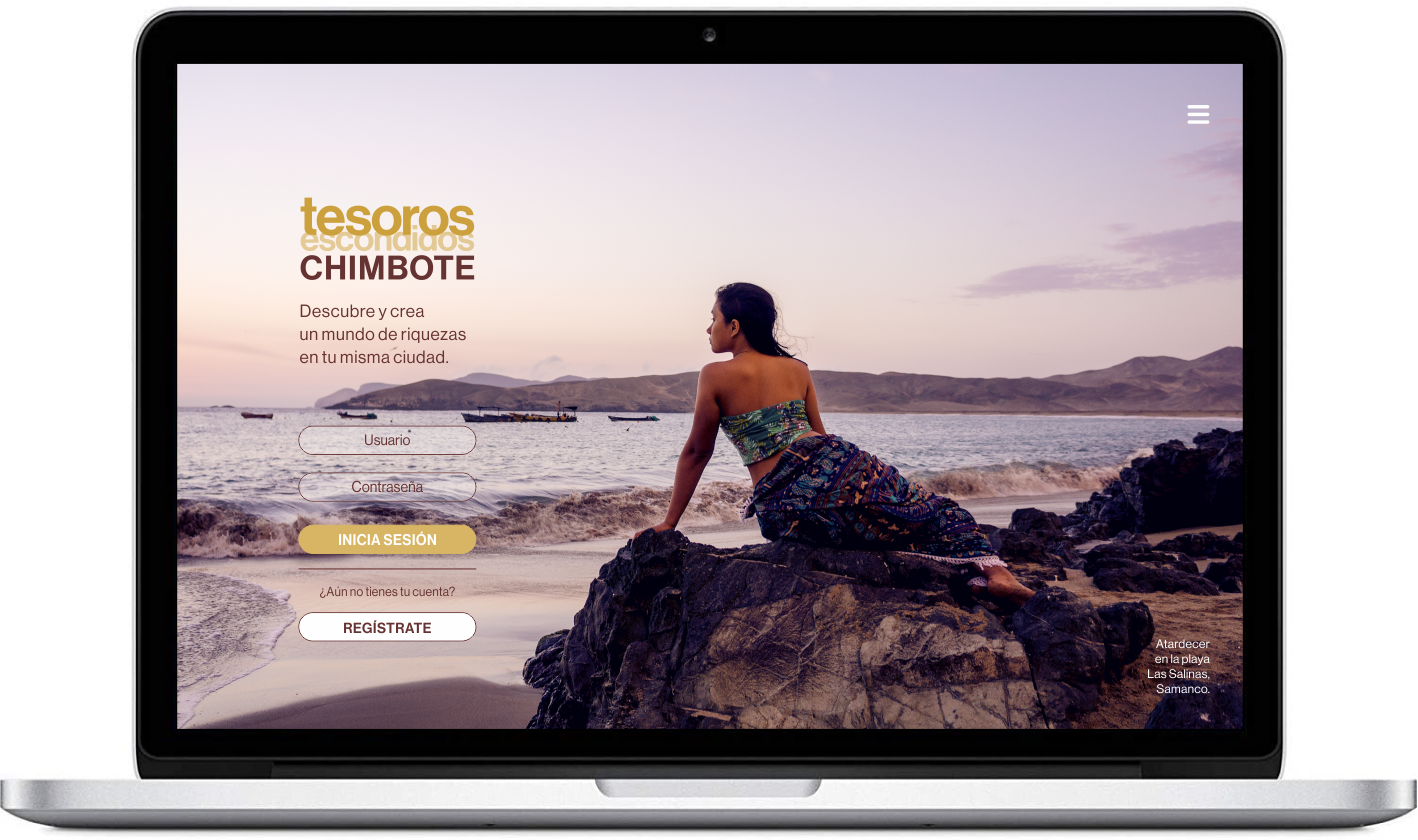 tesoros
escondidos
CHIMBOTE
Descubre y crea
un mundo de riquezas
en tu misma ciudad.
Usuario
Contraseña
INICIA SESIÓN
¿Aún no tienes tu cuenta?
REGÍSTRATE
Atardecer
en la playa
Las Salinas,
Samanco.